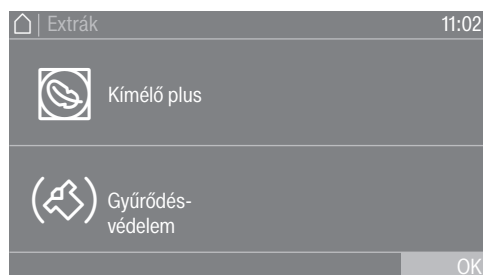 | Extrák 11:02
Kímélő plus
Gyűrődés-
védelem
OK